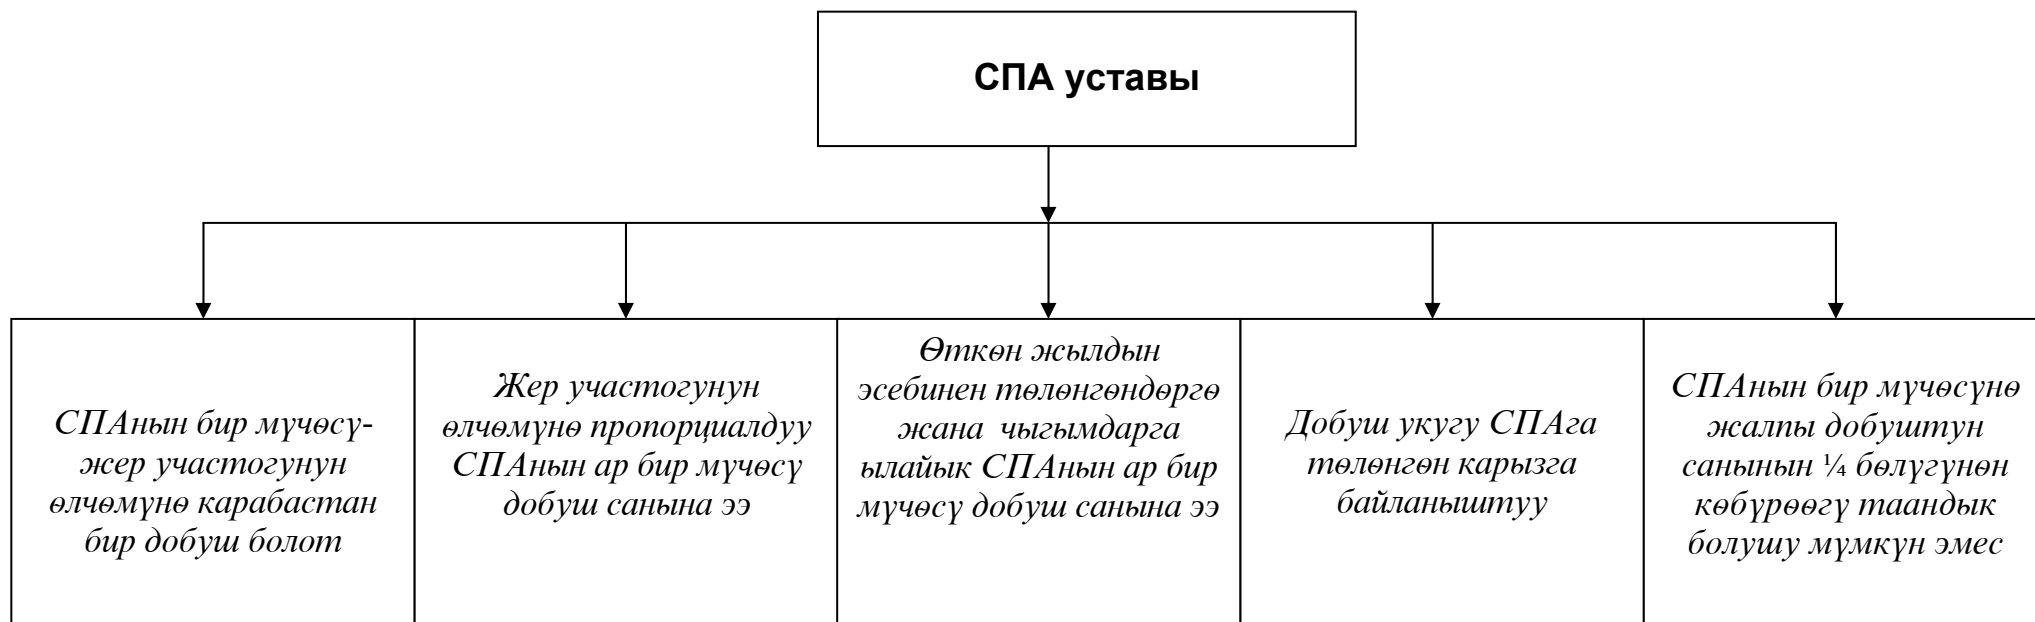 СПА уставы
СПАнын бир мүчөсү-
жер участогунун
өлчөмүнө карабастан
бир добуш болот
Жер участогунун
өлчөмүнө пропорциалдуу
СПАнын ар бир мүчөсү
добуш санына ээ
Өткөн жылдын
эсебинен төлөнгөндөргө
жана чыгымдарга
ылайык СПАнын ар бир
мүчөсү добуш санына ээ
Добуш укугу СПАга
төлөнгөн карызга
байланыштуу
СПАнын бир мүчөсүнө
жалпы добуштун
санынын ¼ бөлүгүнөн
көбүрөөгү таандык
болушу мүмкүн эмес